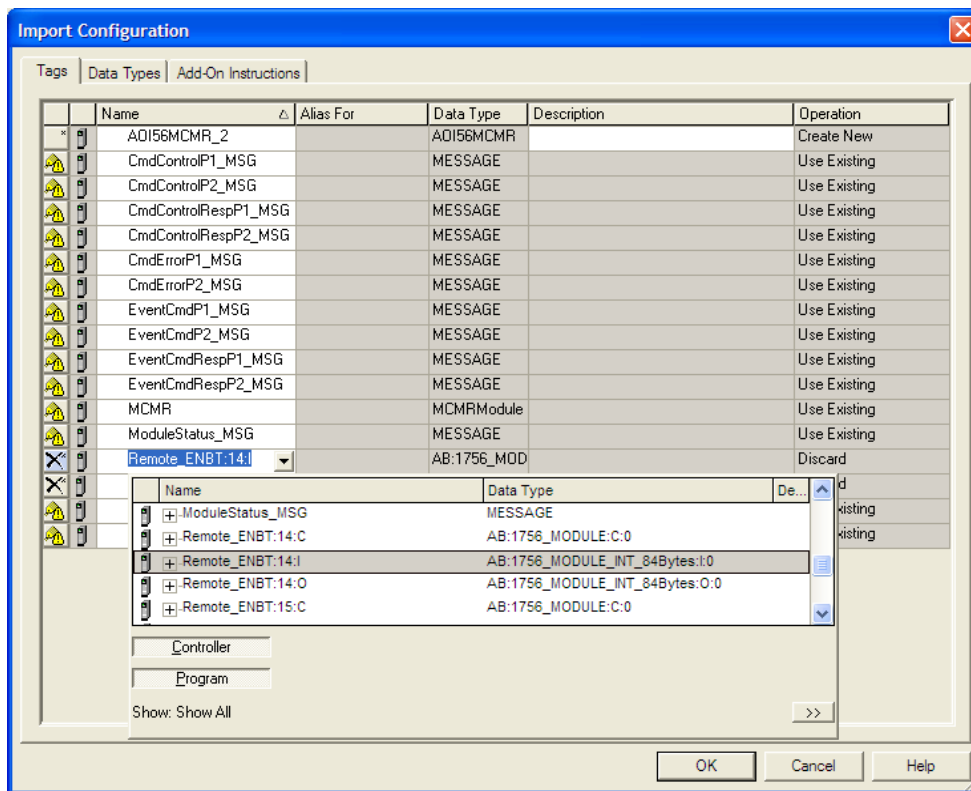 Import Configuration
Tags Data Types Add-On Instructions
Name Alias For Data Type Description Operation
* AOI56MCMR_2 AOI56MCMR Create New
CmdControlP1_MSG MESSAGE Use Existing
CmdControlP2_MSG MESSAGE Use Existing
CmdControlRespP1_MSG MESSAGE Use Existing
CmdControlRespP2_MSG MESSAGE Use Existing
CmdErrorP1_MSG MESSAGE Use Existing
CmdErrorP2_MSG MESSAGE Use Existing
EventCmdP1_MSG MESSAGE Use Existing
EventCmdP2_MSG MESSAGE Use Existing
EventCmdRespP1_MSG MESSAGE Use Existing
EventCmdRespP2_MSG MESSAGE Use Existing
MCMR MCMRModule Use Existing
ModuleStatus_MSG MESSAGE Use Existing
Remote_ENBT:14:I AB:1756_MOD Discard
Name Data Type De... d
ModuleStatus_MSG MESSAGE xisting
Remote_ENBT:14:C AB:1756_MODULE:C:0 xisting
Remote_ENBT:14:I AB:1756_MODULE_INT_84Bytes:I:0
Remote_ENBT:14:O AB:1756_MODULE_INT_84Bytes:O:0
Remote_ENBT:15:C AB:1756_MODULE:C:0
Controller
Program
Show: Show All >>
OK Cancel Help